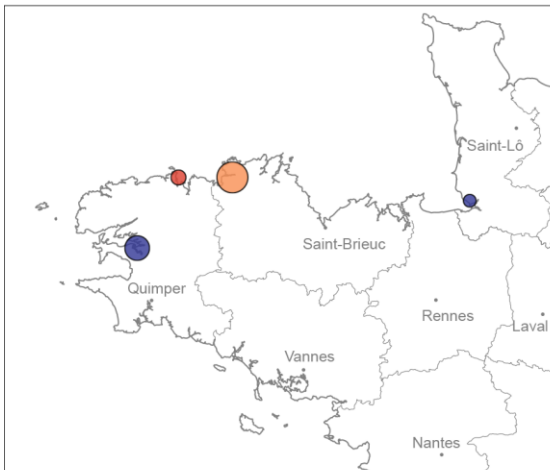 Saint-Lô
Saint-Brieuc
Quimper
Rennes
Laval
Vannes
Nantes